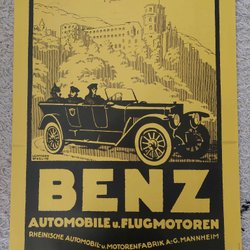 BENZ
AUTOMOBILE u. FLUGMOTOREN
RHEINISCHE AUTOMOBIL-u. MOTORENFABRIK A:G. MANNHEIM